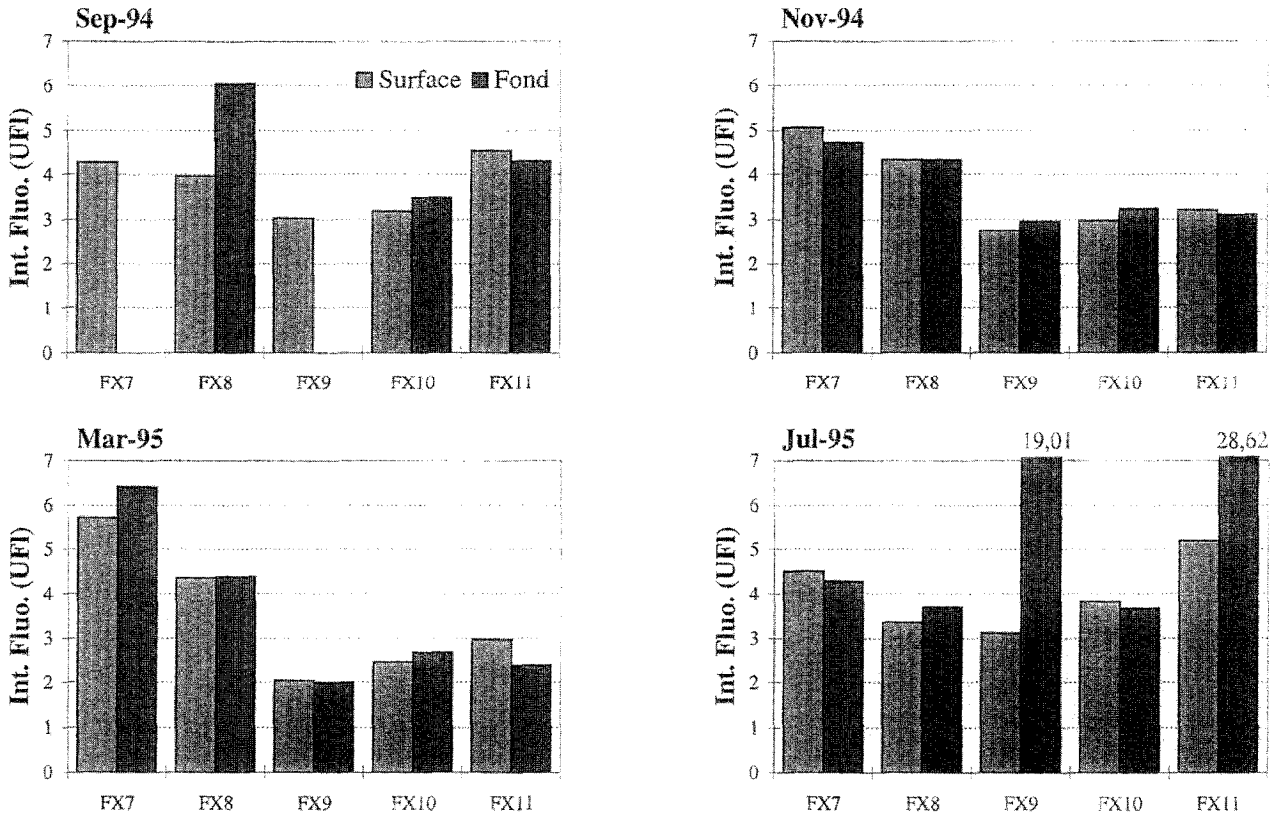 Sep-94
Int. Fluo. (UFI)
7
6
5
4
3
2
1
0
Surface Fond
FX7 FX8 FX9 FX10 FX11
Nov-94
Int. Fluo. (UFI)
7
6
5
4
3
2
1
0
FX7 FX8 FX9 FX10 FX11
Mar-95
Int. Fluo. (UFI)
7
6
5
4
3
2
1
0
FX7 FX8 FX9 FX10 FX11
Jul-95
19,01 28,62
Int. Fluo. (UFI)
7
6
5
4
3
2
1
0
FX7 FX8 FX9 FX10 FX11